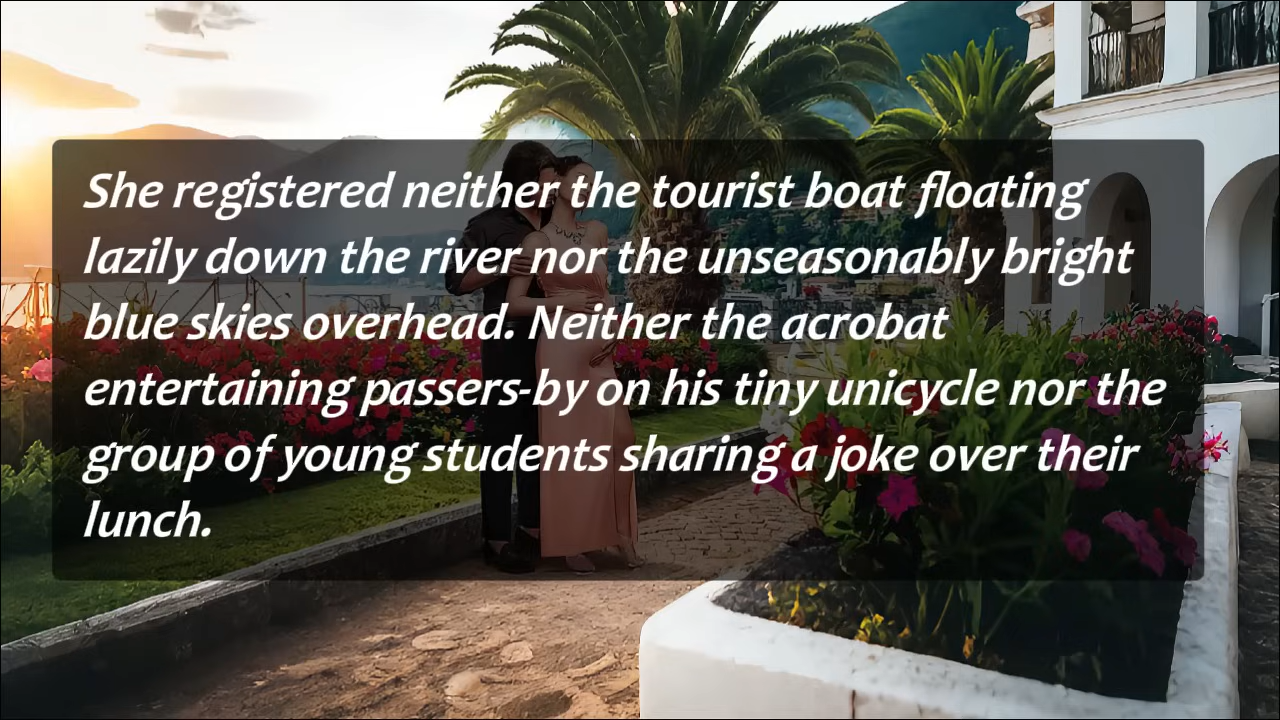 She registered neither the tourist boat floating
lazily down the river nor the unseasonably bright
blue skies overhead. Neither the acrobat
entertaining passers-by on his tiny unicycle nor the
group of young students sharing a joke over their
lunch.